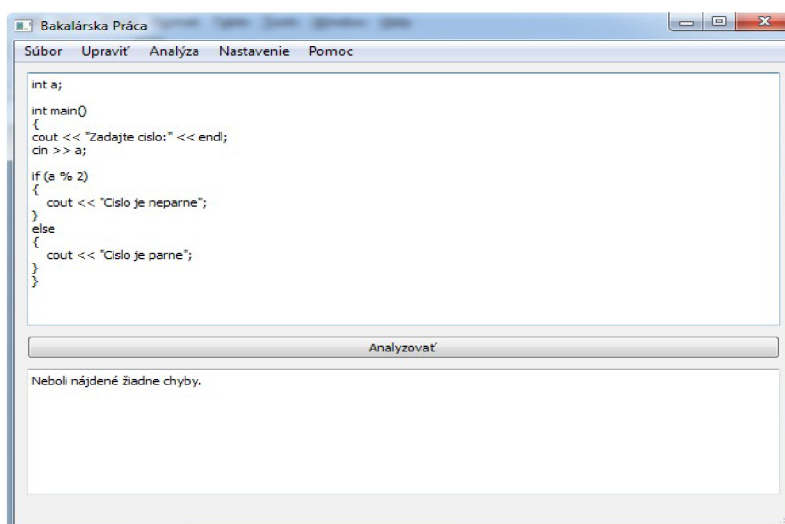 Bakalárska Práca
Súbor Upraviť Analýza Nastavenie Pomoc
int a;
int main()
{
cout << "Zadajte cislo:" << endl;
cin >> a;
if (a % 2)
{
cout << "Cislo je neparne";
}
else
{
cout << "Cislo je parne";
}
}
Analyzovať
Neboli nájdené žiadne chyby.